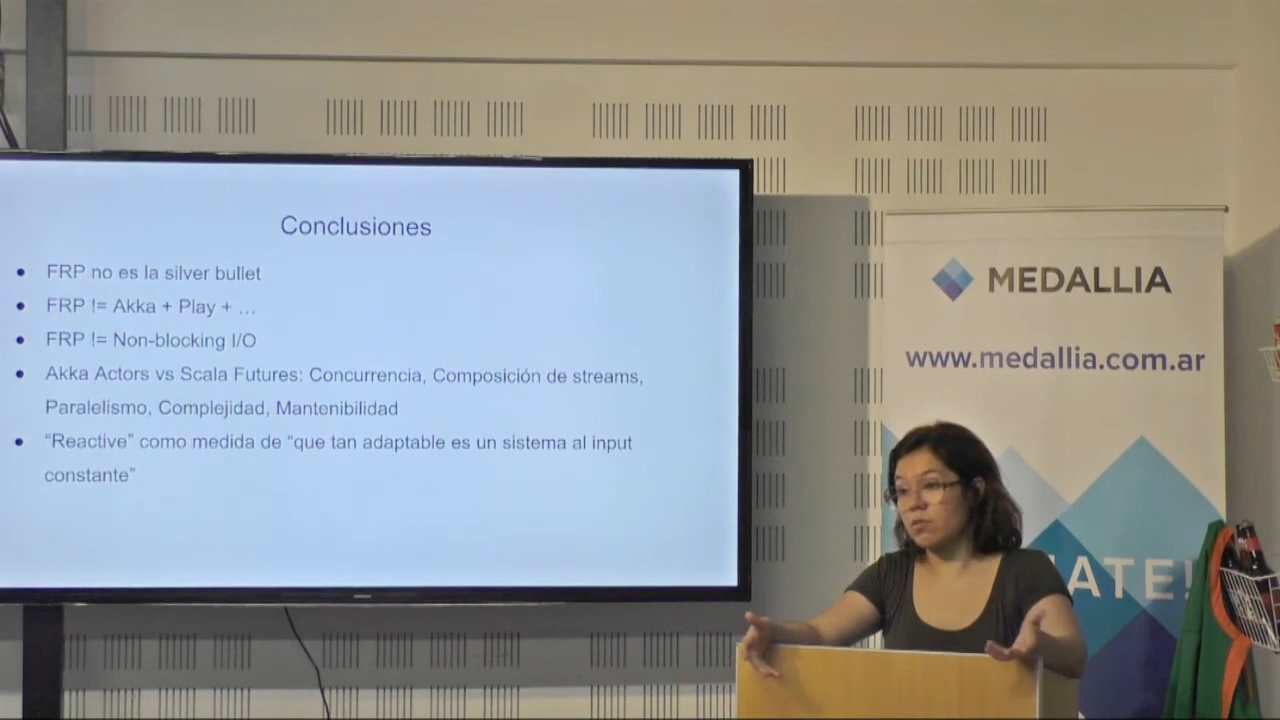 Conclusiones
● FRP no es la silver bullet
● FRP != Akka + Play + …
● FRP != Non-blocking I/O
● Akka Actors vs Scala Futures: Concurrencia, Composición de streams,
Paralelismo, Complejidad, Mantenibilidad
● “Reactive” como medida de “que tan adaptable es un sistema al input
constante”
MEDALLIA
www.medallia.com.ar